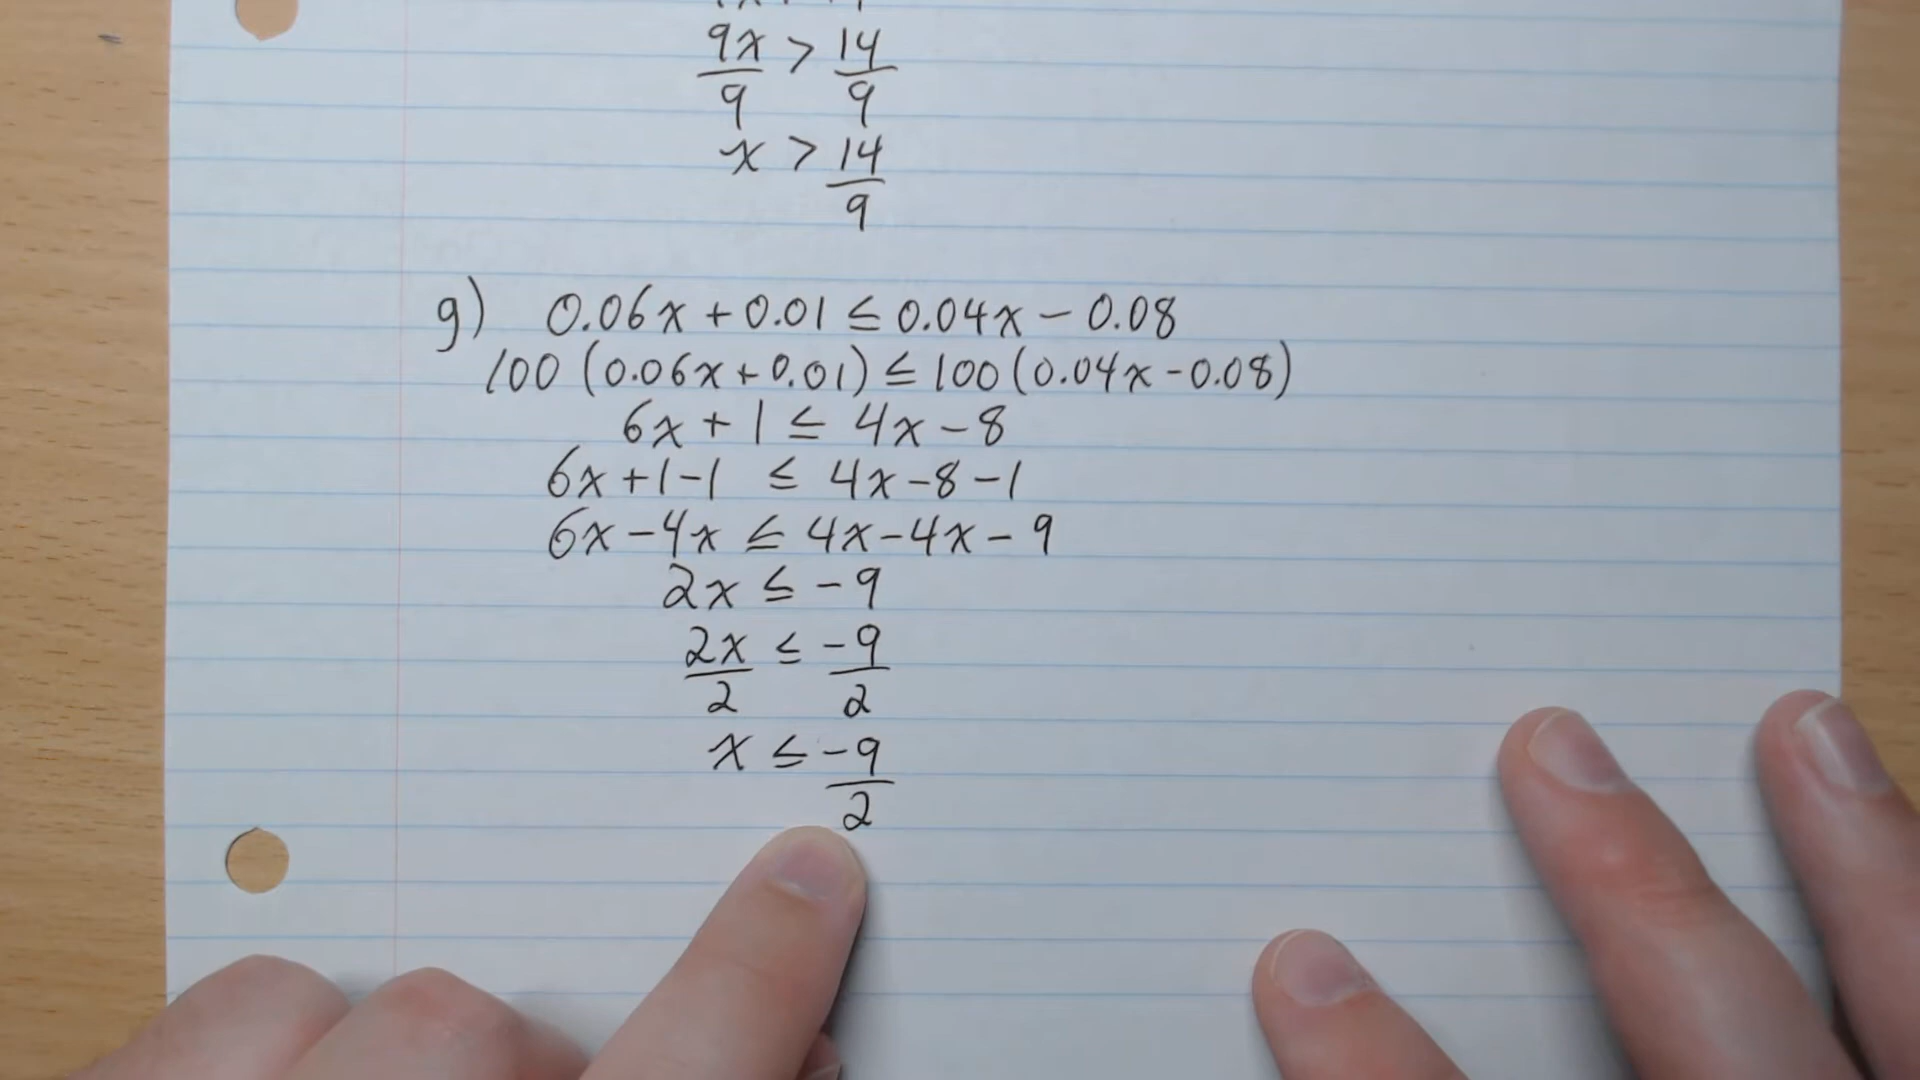 9x/9 > 14/9
x > 14/9
g) 0.06x + 0.01 ≤ 0.04x - 0.08
100 (0.06x + 0.01) ≤ 100 (0.04x - 0.08)
6x + 1 ≤ 4x - 8
6x + 1 - 1 ≤ 4x - 8 - 1
6x - 4x ≤ 4x - 4x - 9
2x ≤ -9
2x/2 ≤ -9/2
x ≤ -9/2